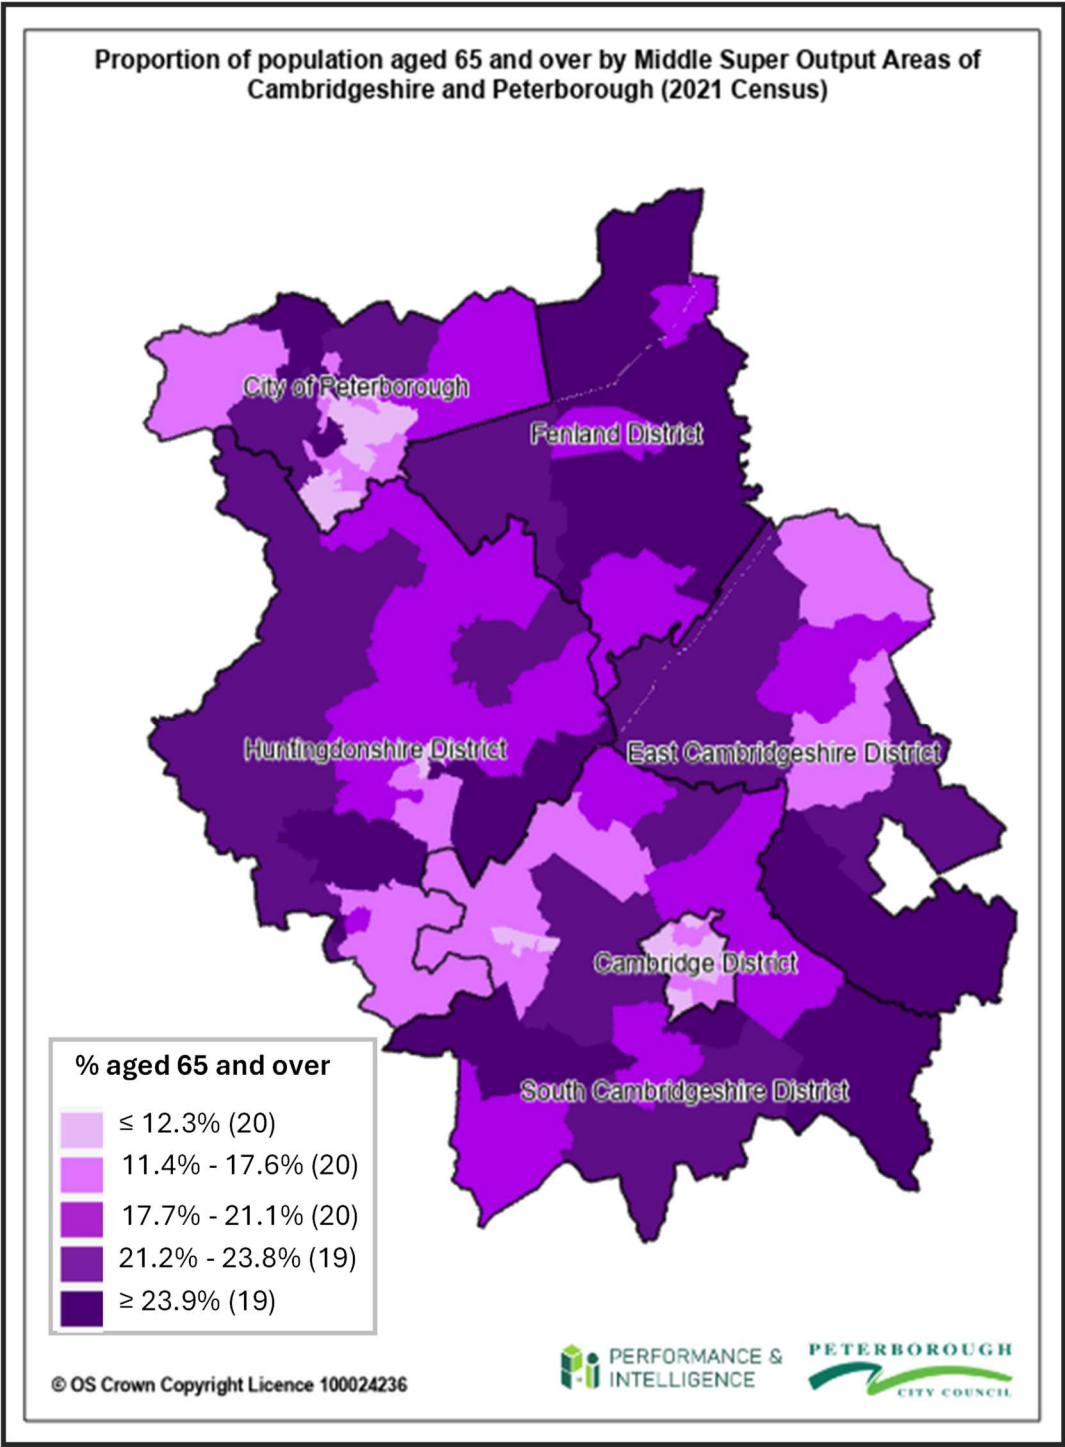 Proportion of population aged 65 and over by Middle Super Output Areas of
Cambridgeshire and Peterborough (2021 Census)
City of Peterborough
Fenland District
Huntingdonshire District
East Cambridgeshire District
Cambridge District
South Cambridgeshire District
% aged 65 and over
≤ 12.3% (20)
11.4% - 17.6% (20)
17.7% - 21.1% (20)
21.2% - 23.8% (19)
≥ 23.9% (19)
© OS Crown Copyright Licence 100024236
PERFORMANCE &
INTELLIGENCE
PETERBOROUGH
CITY COUNCIL